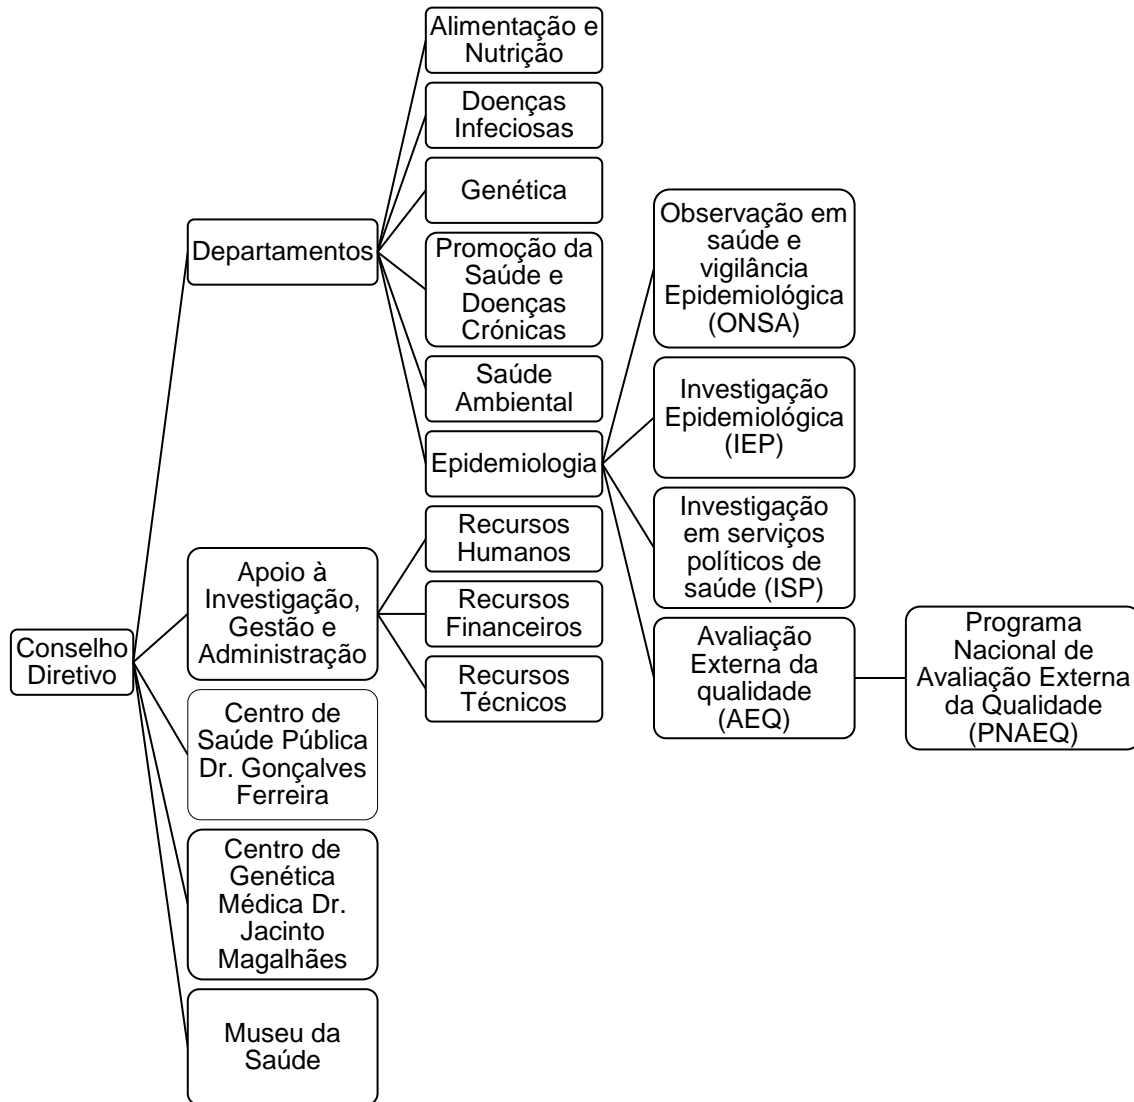 Conselho
Diretivo
Departamentos
Alimentação e
Nutrição
Doenças
Infeciosas
Genética
Promoção da
Saúde e
Doenças
Crónicas
Saúde
Ambiental
Epidemiologia
Observação em
saúde e
vigilância
Epidemiológica
(ONSA)
Investigação
Epidemiológica
(IEP)
Investigação
em serviços
políticos de
saúde (ISP)
Avaliação
Externa da
qualidade
(AEQ)
Programa
Nacional de
Avaliação Externa
da Qualidade
(PNAEQ)
Apoio à
Investigação,
Gestão e
Administração
Recursos
Humanos
Recursos
Financeiros
Recursos
Técnicos
Centro de
Saúde Pública
Dr. Gonçalves
Ferreira
Centro de
Genética
Médica Dr.
Jacinto
Magalhães
Museu da
Saúde